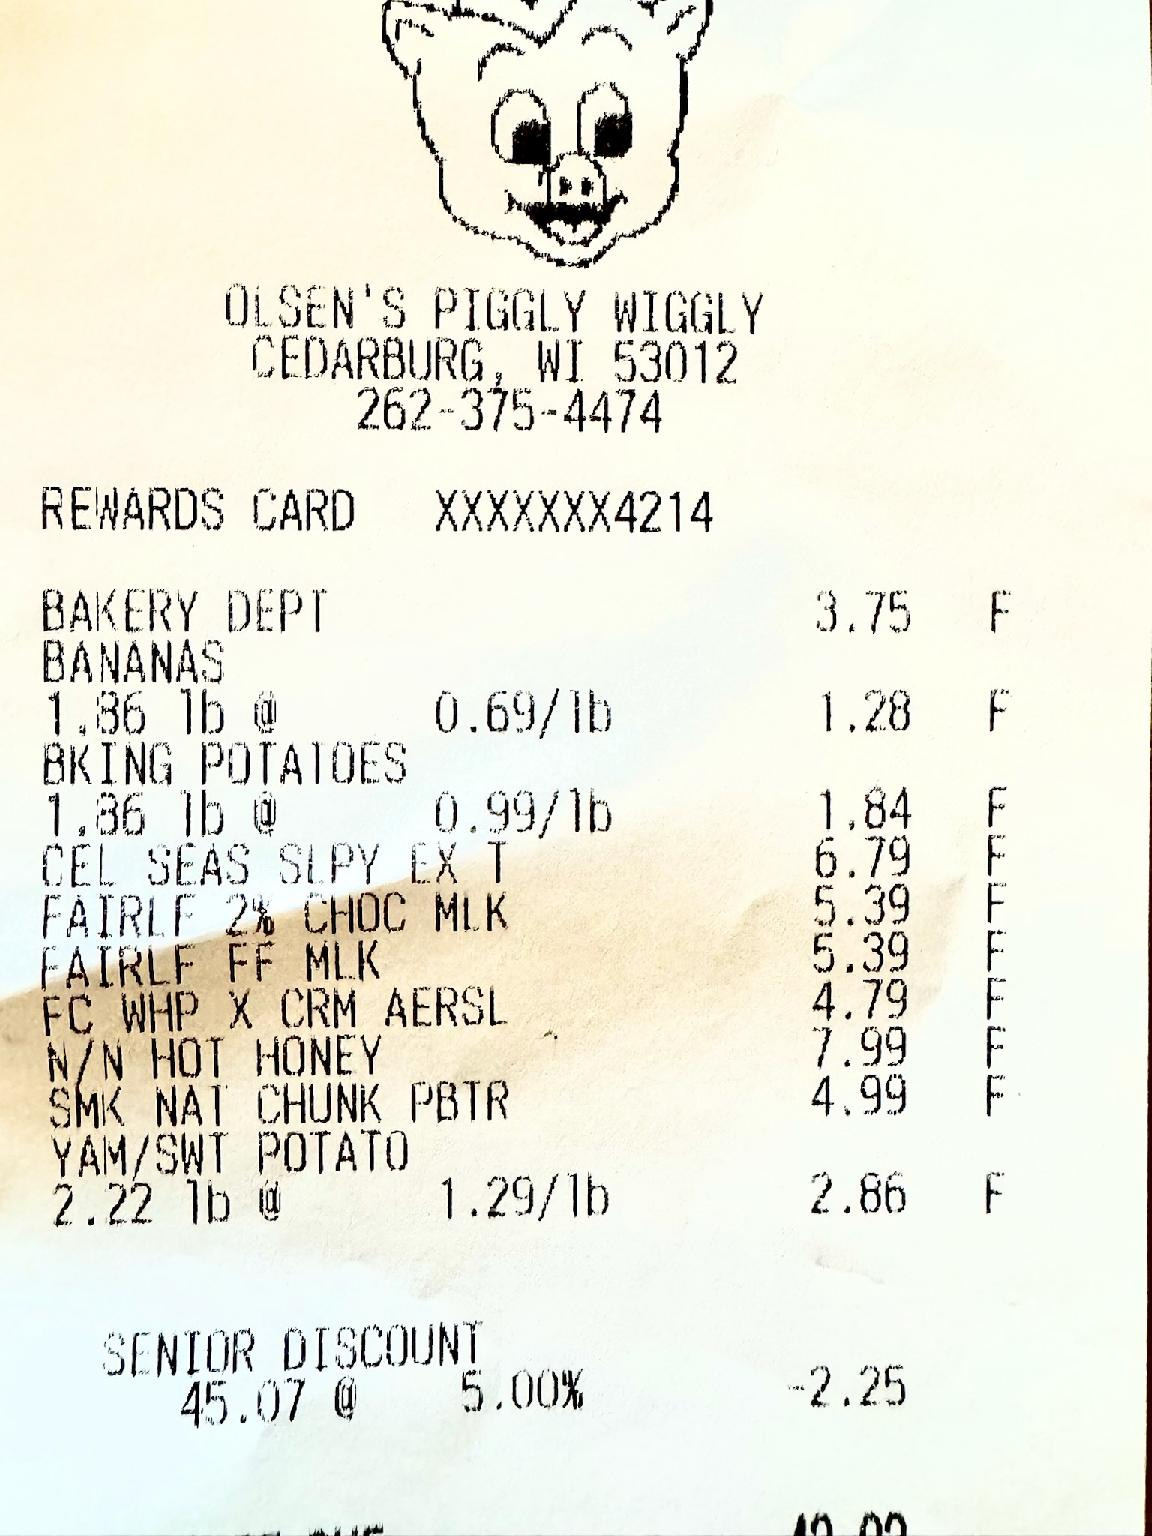 OLSEN'S PIGGLY WIGGLY
CEDARBURG, WI 53012
262-375-4474
REWARDS CARD XXXXXXX4214
BAKERY DEPT 3.75 F
BANANAS
1.86 lb @ 0.69/lb 1.28 F
BKING POTATOES
1.86 lb @ 0.99/lb 1.84 F
CEL SEAS SLPY EX T 6.79 F
FAIRLF 2% CHOC MLK 5.39 F
FAIRLF FF MLK 5.39 F
FC WHP X CRM AERSL 4.79 F
N/N HOT HONEY 7.99 F
SMK NAT CHUNK PBTR 4.99 F
YAM/SWT POTATO
2.22 lb @ 1.29/lb 2.86 F
SENIOR DISCOUNT
45.07 @ 5.00% -2.25